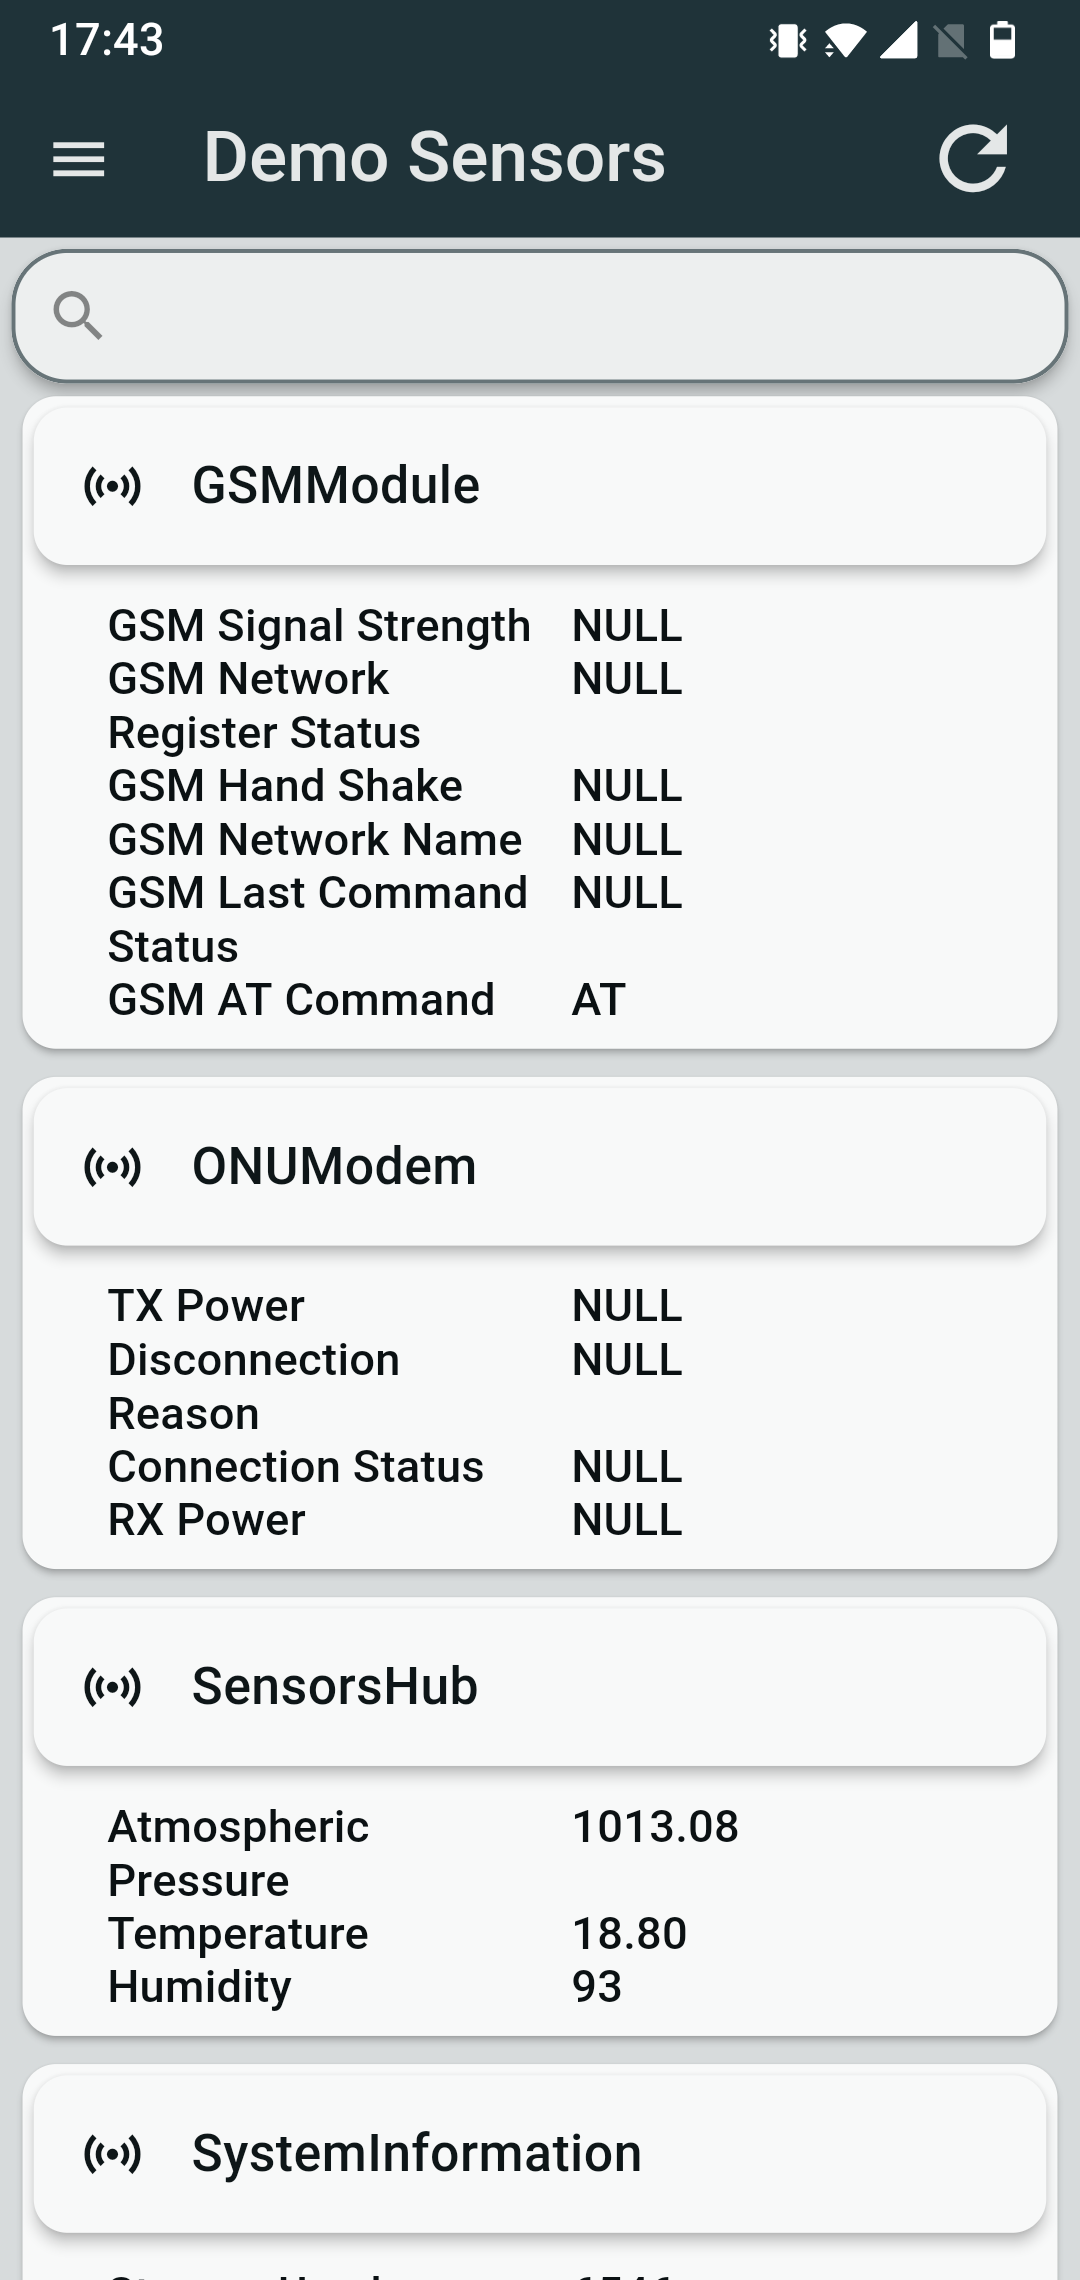 17:43
Demo Sensors
GSMModule
GSM Signal Strength NULL
GSM Network NULL
Register Status
GSM Hand Shake NULL
GSM Network Name NULL
GSM Last Command NULL
Status
GSM AT Command AT
ONUModem
TX Power NULL
Disconnection NULL
Reason
Connection Status NULL
RX Power NULL
SensorsHub
Atmospheric 1013.08
Pressure
Temperature 18.80
Humidity 93
SystemInformation